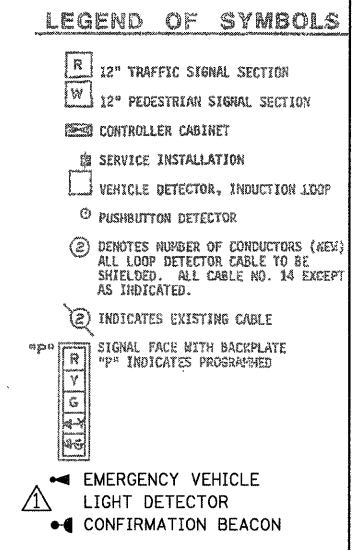 LEGEND OF SYMBOLS
R 12" TRAFFIC SIGNAL SECTION
W 12" PEDESTRIAN SIGNAL SECTION
CONTROLLER CABINET
SERVICE INSTALLATION
VEHICLE DETECTOR, INDUCTION LOOP
PUSHBUTTON DETECTOR
2 DENOTES NUMBER OF CONDUCTORS (NEW)
ALL LOOP DETECTOR CABLE TO BE
SHIELDED. ALL CABLE NO. 14 EXCEPT
AS INDICATED.
2 INDICATES EXISTING CABLE
"P" SIGNAL FACE WITH BACKPLATE
"P" INDICATES PROGRAMMED
R
Y
G
EMERGENCY VEHICLE
1 LIGHT DETECTOR
CONFIRMATION BEACON